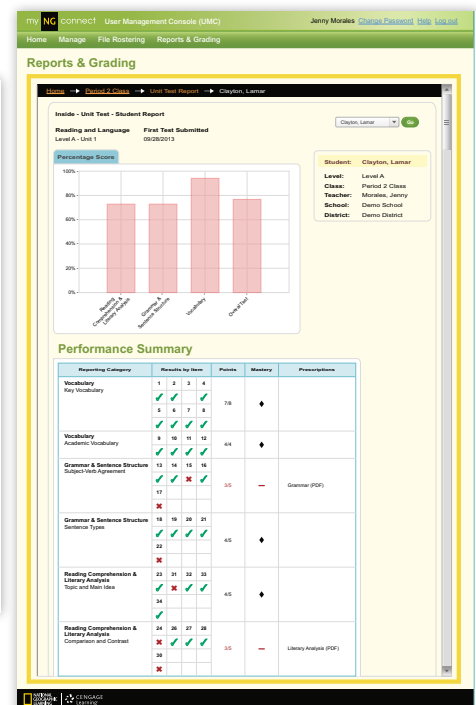 my NG connect User Management Console (UMC) Jenny Morales Change Password Help Log out
Home Manage File Rostering Reports & Grading
Reports & Grading
Home → Period 2 Class → Unit Test Report → Clayton, Lamar
Inside - Unit Test - Student Report
Clayton, Lamar Go
Reading and Language First Test Submitted
Level A - Unit 1 09/28/2013
Percentage Score
100%
80%
60%
40%
20%
0%
Reading Comprehension & Literary Analysis
Grammar & Sentence Structure
Vocabulary
Overall Test
Student: Clayton, Lamar
Level: Level A
Class: Period 2 Class
Teacher: Morales, Jenny
School: Demo School
District: Demo District
Performance Summary
Reporting Category Results by Item Points Mastery Prescriptions
Vocabulary 1 2 3 4
Key Vocabulary
✓ ✓ ✓
7/8 ♦
5 6 7 8
✓ ✓ ✓ ✓
Vocabulary 9 10 11 12
Academic Vocabulary
4/4 ♦
✓ ✓ ✓ ✓
Grammar & Sentence Structure 13 14 15 16
Subject-Verb Agreement
✓ ✓ ✖ ✓
3/5 — Grammar (PDF)
17
✖
Grammar & Sentence Structure 18 19 20 21
Sentence Types
✓ ✓ ✓ ✓
4/5 ♦
22
✖
Reading Comprehension & 23 31 32 33
Literary Analysis
Topic and Main Idea
✓ ✖ ✓ ✓
4/5 ♦
34
✓
Reading Comprehension & 24 26 27 28
Literary Analysis
Comparison and Contrast
✖ ✓ ✓ ✓
3/5 — Literary Analysis (PDF)
30
✖
NATIONAL GEOGRAPHIC LEARNING CENGAGE Learning